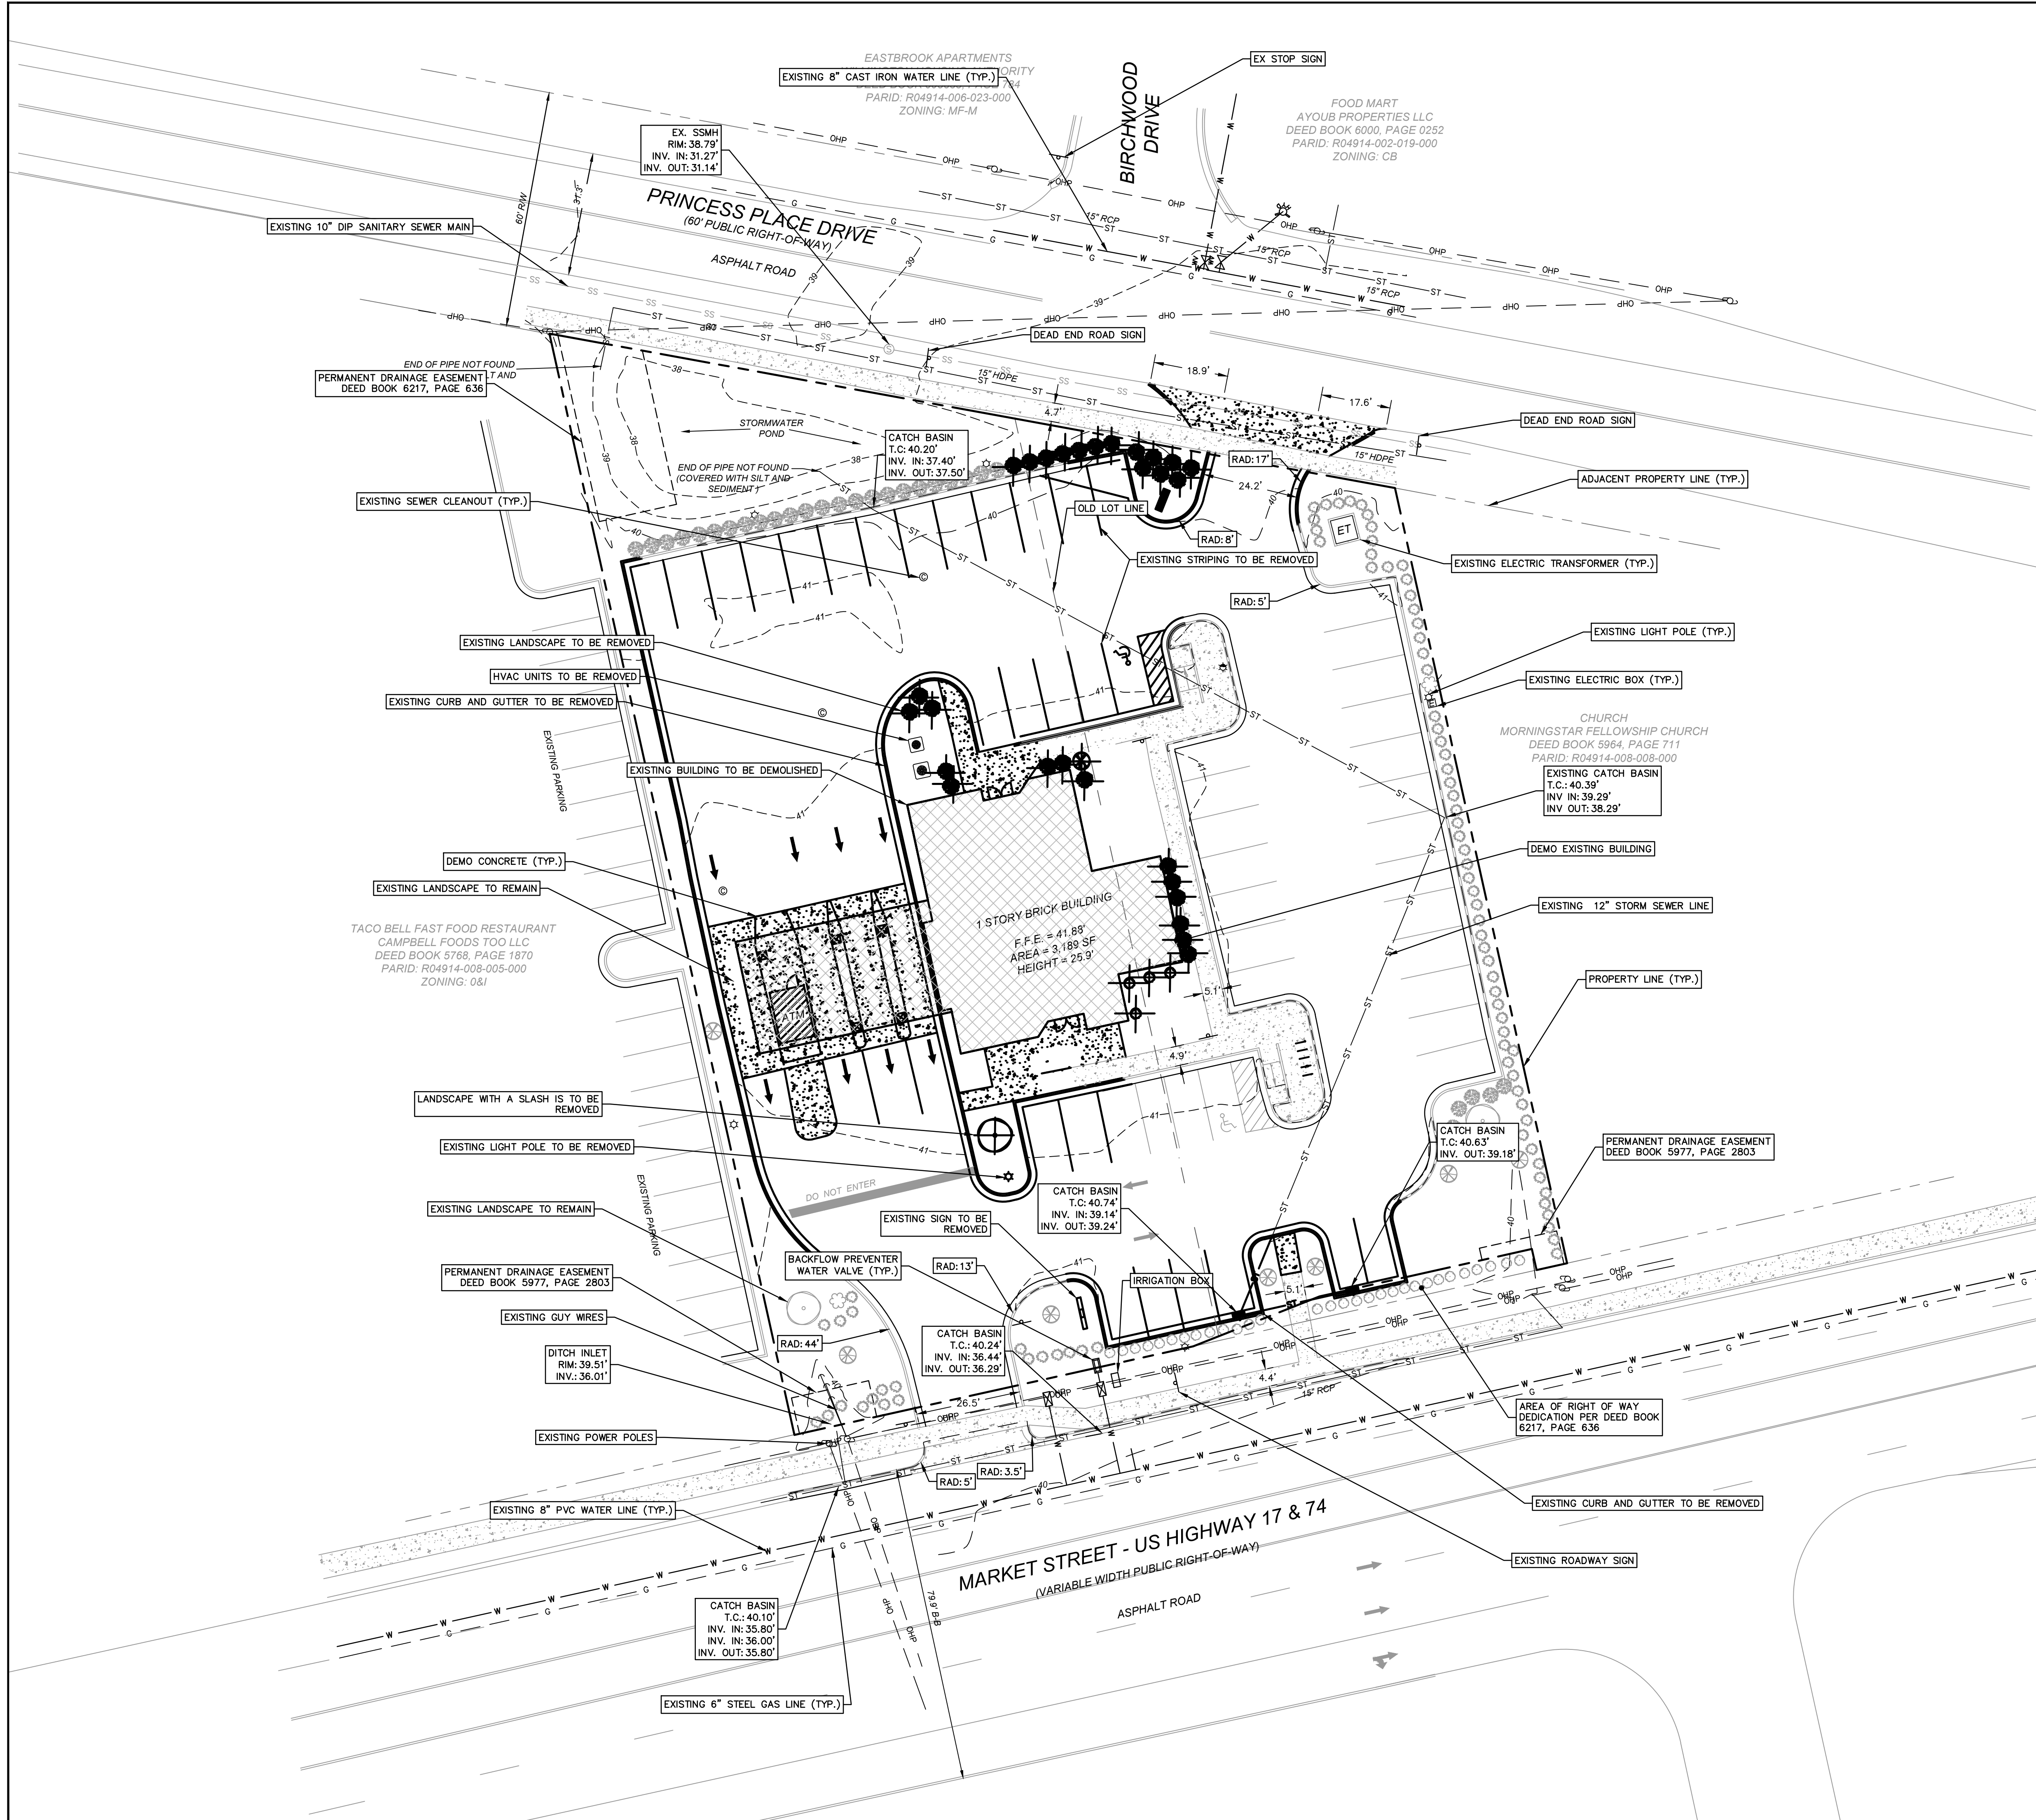 EASTBROOK APARTMENTS
EXISTING 8" CAST IRON WATER LINE (TYP.)
PARID: R04914-006-023-000
ZONING: MF-M
EX STOP SIGN
BIRCHWOOD
DRIVE
FOOD MART
AYOUB PROPERTIES LLC
DEED BOOK 6000, PAGE 0252
PARID: R04914-002-019-000
ZONING: CB
EX. SSMH
RIM: 38.79'
INV. IN: 31.27'
INV. OUT: 31.14'
60' R/W
31.3'
PRINCESS PLACE DRIVE
(60' PUBLIC RIGHT-OF-WAY)
ASPHALT ROAD
EXISTING 10" DIP SANITARY SEWER MAIN
15" RCP
15" RCP
15" RCP
DEAD END ROAD SIGN
END OF PIPE NOT FOUND
PERMANENT DRAINAGE EASEMENT
DEED BOOK 6217, PAGE 636
15" HDPE
18.9'
17.6'
4.7'
DEAD END ROAD SIGN
15" HDPE
STORMWATER
POND
CATCH BASIN
T.C: 40.20'
INV. IN: 37.40'
INV. OUT: 37.50'
END OF PIPE NOT FOUND
(COVERED WITH SILT AND
SEDIMENT)
RAD: 17'
24.2'
ADJACENT PROPERTY LINE (TYP.)
EXISTING SEWER CLEANOUT (TYP.)
OLD LOT LINE
RAD: 8'
ET
EXISTING STRIPING TO BE REMOVED
EXISTING ELECTRIC TRANSFORMER (TYP.)
RAD: 5'
EXISTING LANDSCAPE TO BE REMOVED
EXISTING LIGHT POLE (TYP.)
HVAC UNITS TO BE REMOVED
EXISTING ELECTRIC BOX (TYP.)
EXISTING CURB AND GUTTER TO BE REMOVED
CHURCH
MORNINGSTAR FELLOWSHIP CHURCH
DEED BOOK 5964, PAGE 711
PARID: R04914-008-008-000
EXISTING PARKING
EXISTING BUILDING TO BE DEMOLISHED
EXISTING CATCH BASIN
T.C.: 40.39'
INV IN: 39.29'
INV OUT: 38.29'
DEMO CONCRETE (TYP.)
DEMO EXISTING BUILDING
EXISTING LANDSCAPE TO REMAIN
EXISTING 12" STORM SEWER LINE
1 STORY BRICK BUILDING
F.F.E. = 41.88'
AREA = 3,189 SF
HEIGHT = 25.9'
TACO BELL FAST FOOD RESTAURANT
CAMPBELL FOODS TOO LLC
DEED BOOK 5768, PAGE 1870
PARID: R04914-008-005-000
ZONING: 0&I
PROPERTY LINE (TYP.)
5.1'
ATM
4.9'
LANDSCAPE WITH A SLASH IS TO BE
REMOVED
EXISTING LIGHT POLE TO BE REMOVED
CATCH BASIN
T.C: 40.63'
INV. OUT: 39.18'
PERMANENT DRAINAGE EASEMENT
DEED BOOK 5977, PAGE 2803
DO NOT ENTER
CATCH BASIN
T.C: 40.74'
INV. IN: 39.14'
INV. OUT: 39.24'
EXISTING PARKING
EXISTING LANDSCAPE TO REMAIN
EXISTING SIGN TO BE
REMOVED
BACKFLOW PREVENTER
WATER VALVE (TYP.)
RAD: 13'
PERMANENT DRAINAGE EASEMENT
DEED BOOK 5977, PAGE 2803
IRRIGATION BOX
5.1'
EXISTING GUY WIRES
RAD: 44'
CATCH BASIN
T.C.: 40.24'
INV. IN: 36.44'
INV. OUT: 36.29'
DITCH INLET
RIM: 39.51'
INV.: 36.01'
4.4'
15" RCP
26.5'
AREA OF RIGHT OF WAY
DEDICATION PER DEED BOOK
6217, PAGE 636
EXISTING POWER POLES
RAD: 5'
RAD: 3.5'
EXISTING 8" PVC WATER LINE (TYP.)
EXISTING CURB AND GUTTER TO BE REMOVED
MARKET STREET - US HIGHWAY 17 & 74
(VARIABLE WIDTH PUBLIC RIGHT-OF-WAY)
ASPHALT ROAD
EXISTING ROADWAY SIGN
79.9' B-B
CATCH BASIN
T.C.: 40.10'
INV. IN: 35.80'
INV. IN: 36.00'
INV. OUT: 35.80'
EXISTING 6" STEEL GAS LINE (TYP.)